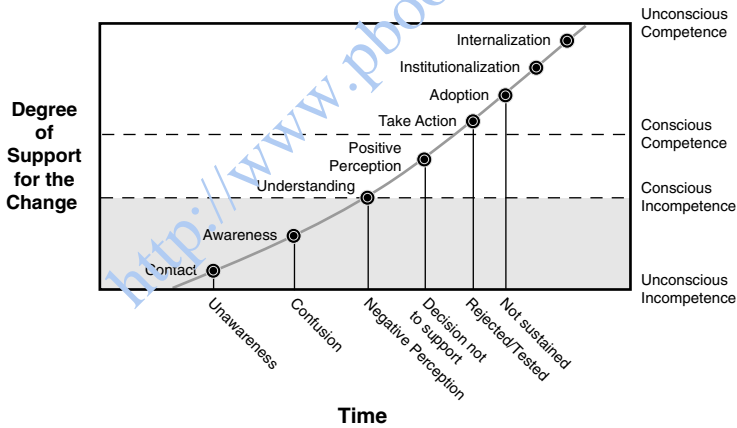 Unconscious
Competence
Internalization
Institutionalization
Adoption
Take Action
Conscious
Competence
Positive
Perception
Understanding
Conscious
Incompetence
Awareness
Contact
Unconscious
Incompetence
Degree
of
Support
for the
Change
Unawareness
Confusion
Negative Perception
Decision not
to support
Rejected/Tested
Not sustained
Time
http://www.pboo